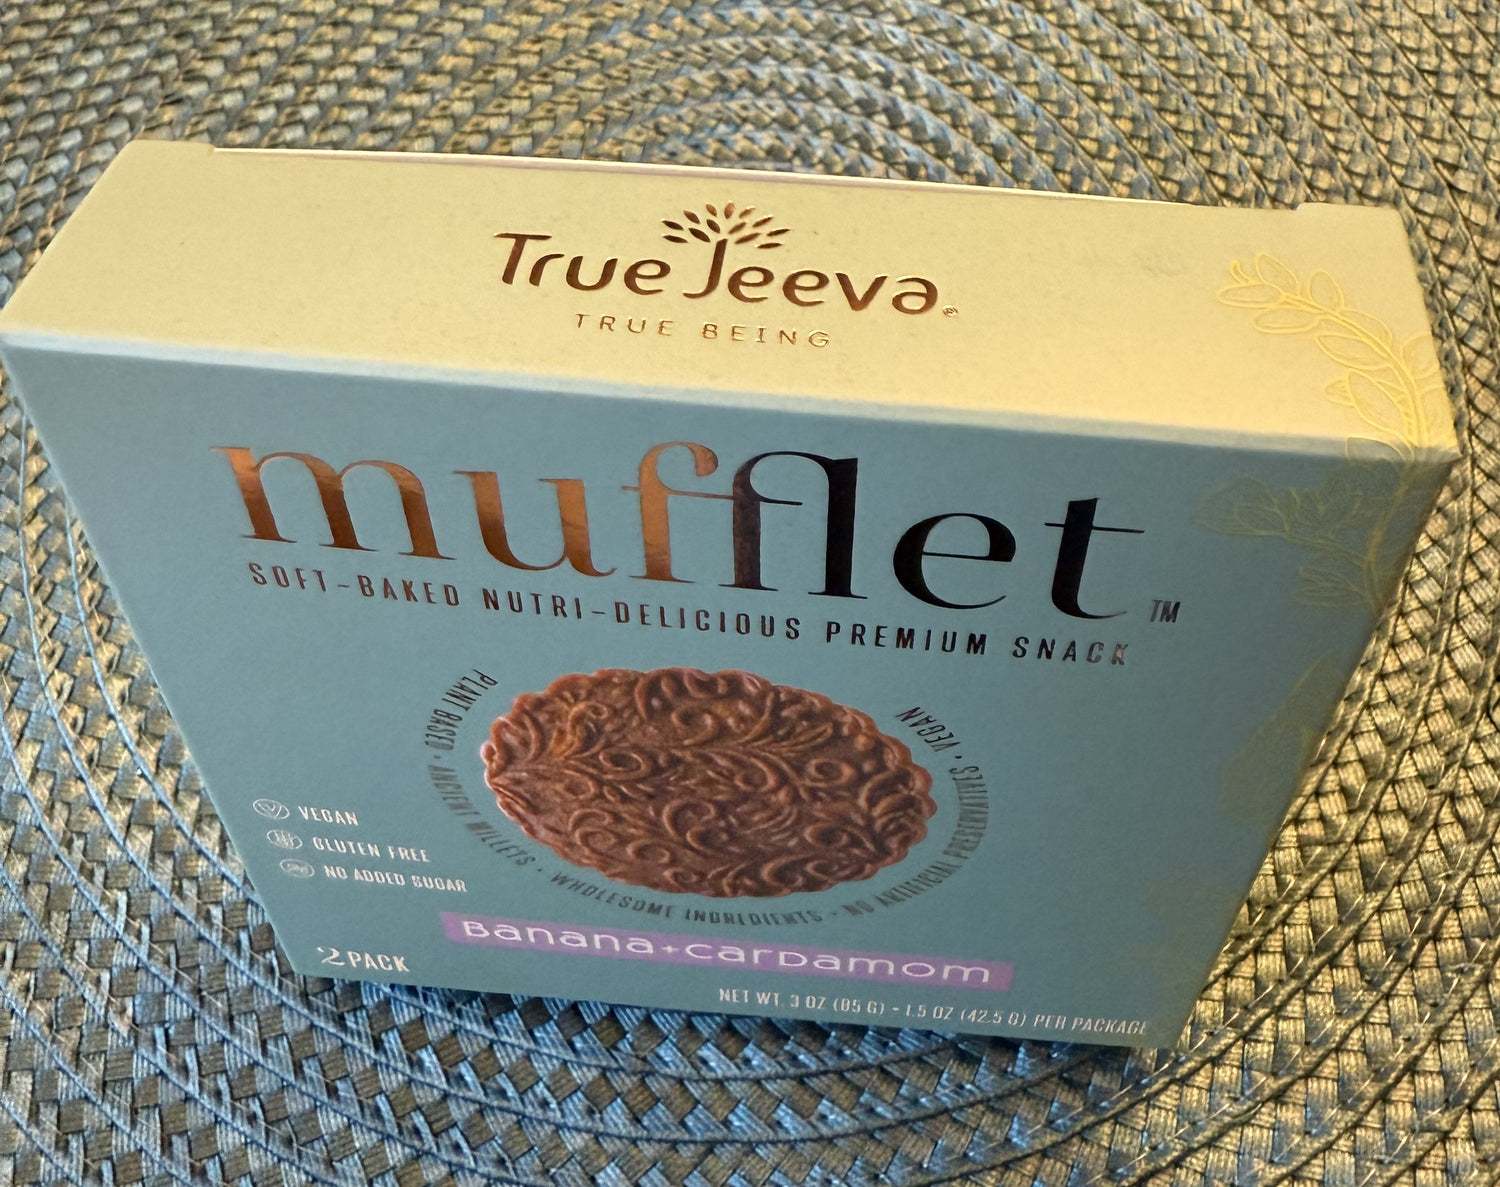 True Jeeva®
TRUE BEING
mufflet™
SOFT-BAKED NUTRI-DELICIOUS PREMIUM SNACK
PLANT BASED • ANCIENT MILLETS • WHOLESOME INGREDIENTS • NO ARTIFICIAL PRESERVATIVES • VEGAN
VEGAN
GLUTEN FREE
NO ADDED SUGAR
Banana+Cardamom
2 PACK
NET WT. 3 OZ (85 G) - 1.5 OZ (42.5 G) PER PACKAGE